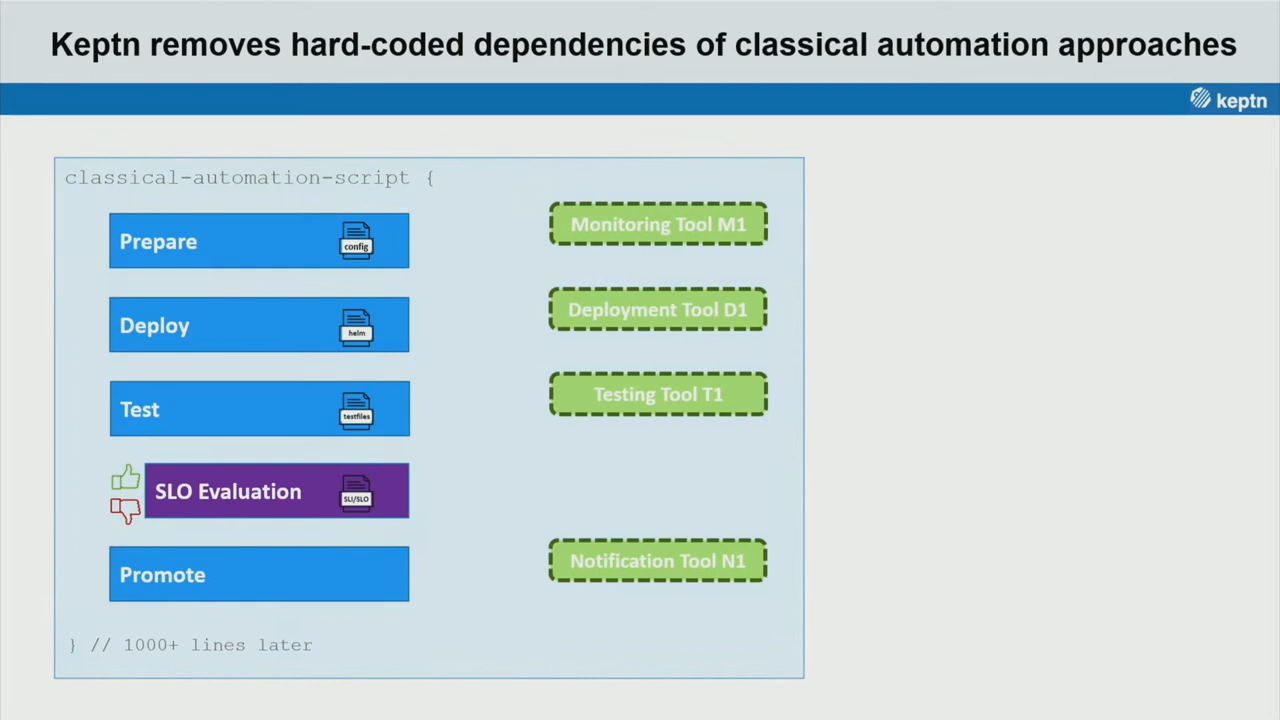 Keptn removes hard-coded dependencies of classical automation approaches
keptn
classical-automation-script {
Prepare
config
Monitoring Tool M1
Deploy
helm
Deployment Tool D1
Test
testfiles
Testing Tool T1
SLO Evaluation
SLI/SLO
Promote
Notification Tool N1
} // 1000+ lines later